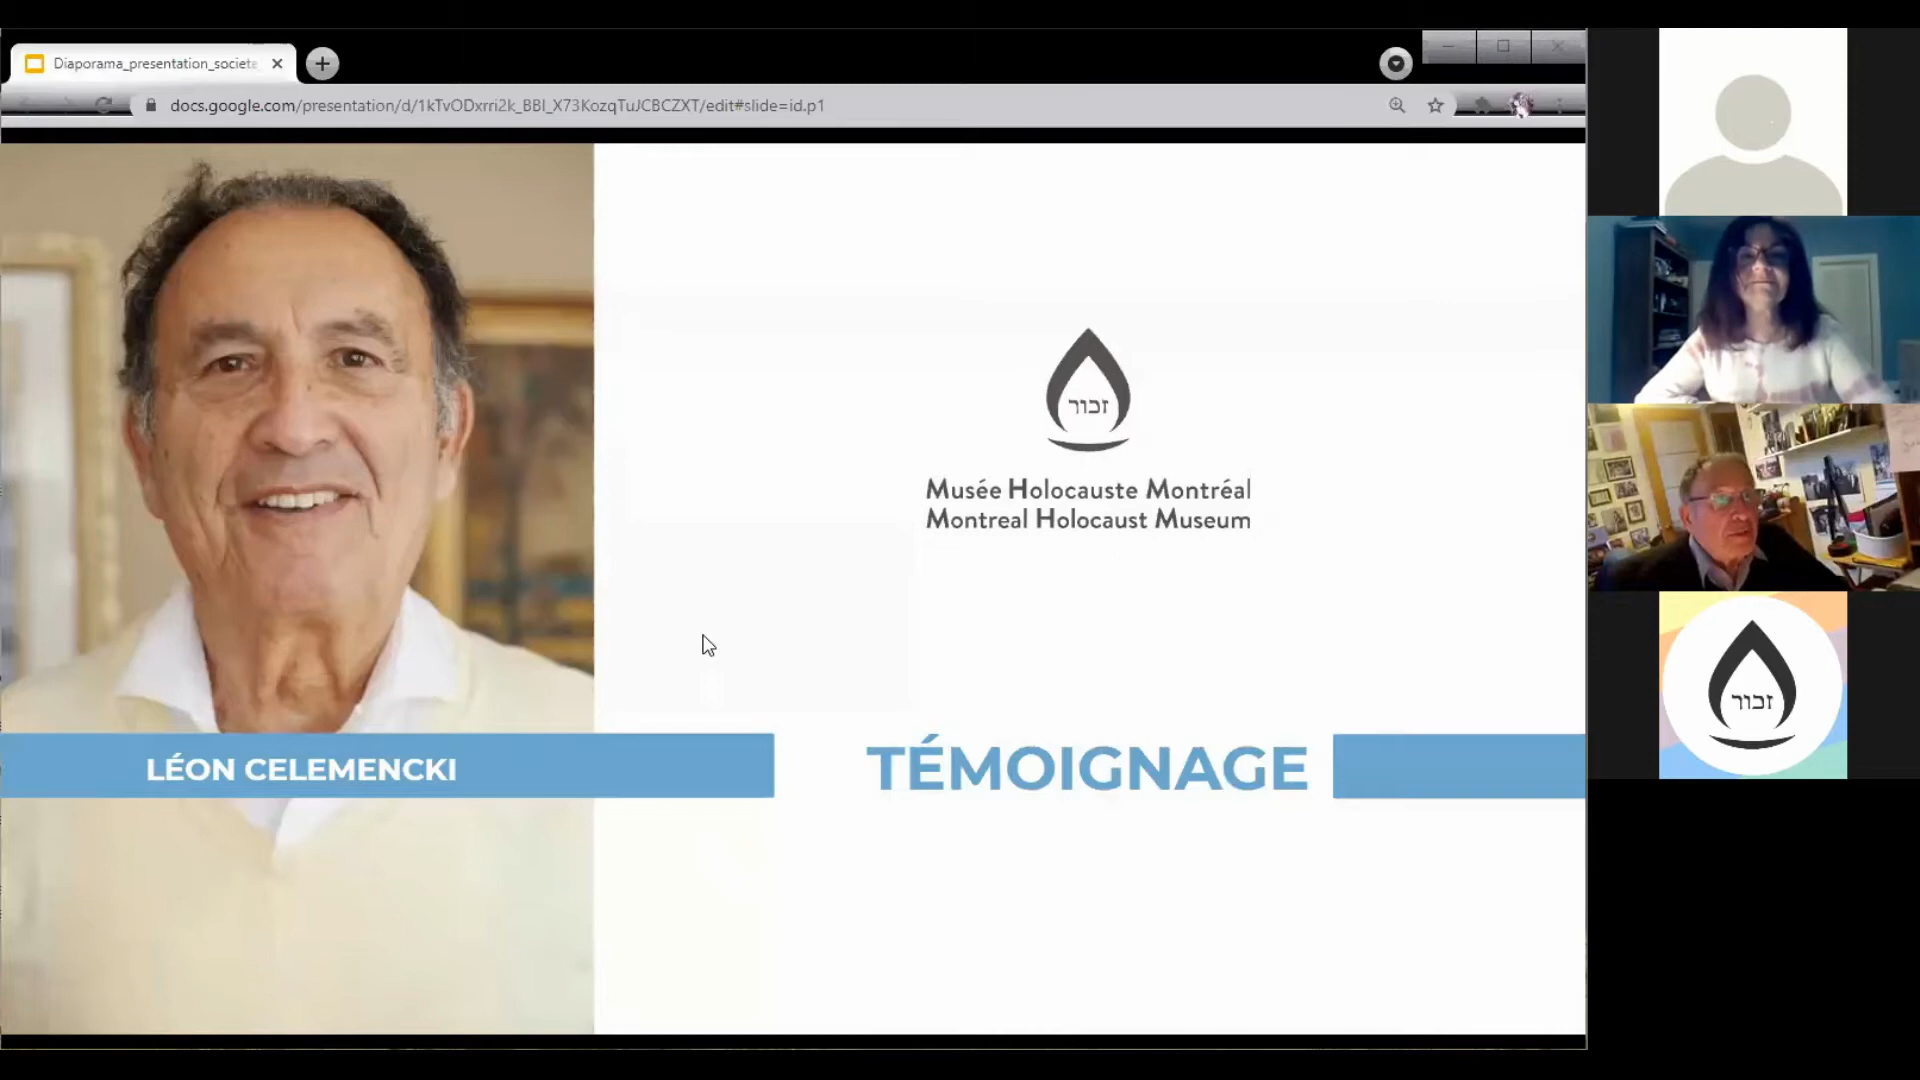 Diaporama_presentation_societe
docs.google.com/presentation/d/1kTvODxrri2k_BBI_X73KozqTuJCBCZXT/edit#slide=id.p1
זכור
Musée Holocauste Montréal
Montreal Holocaust Museum
LÉON CELEMENCKI
TÉMOIGNAGE
זכור